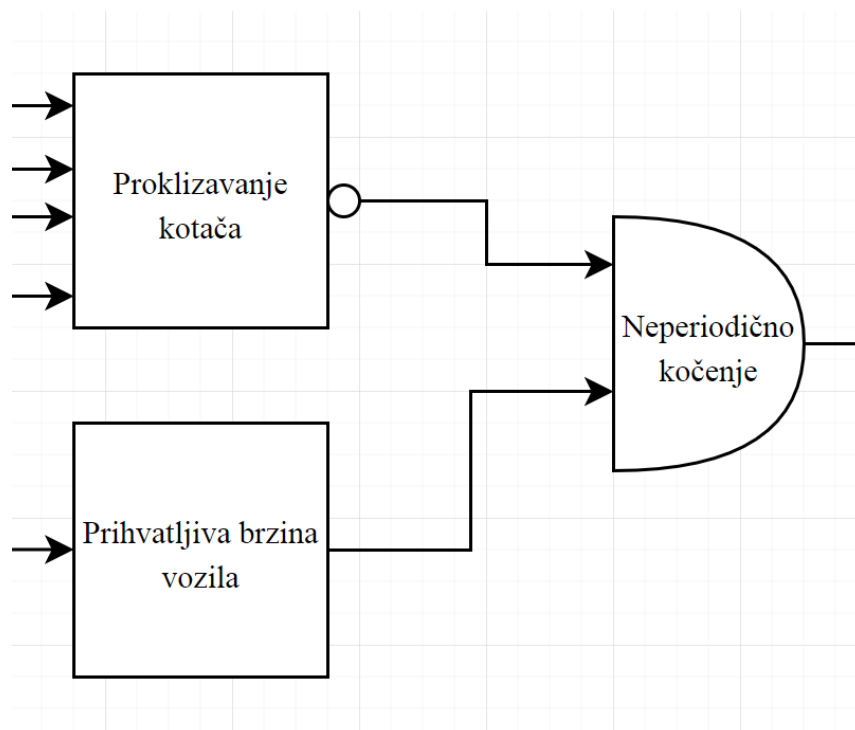 Proklizavanje
kotača
Neperiodično
kočenje
Prihvatljiva brzina
vozila